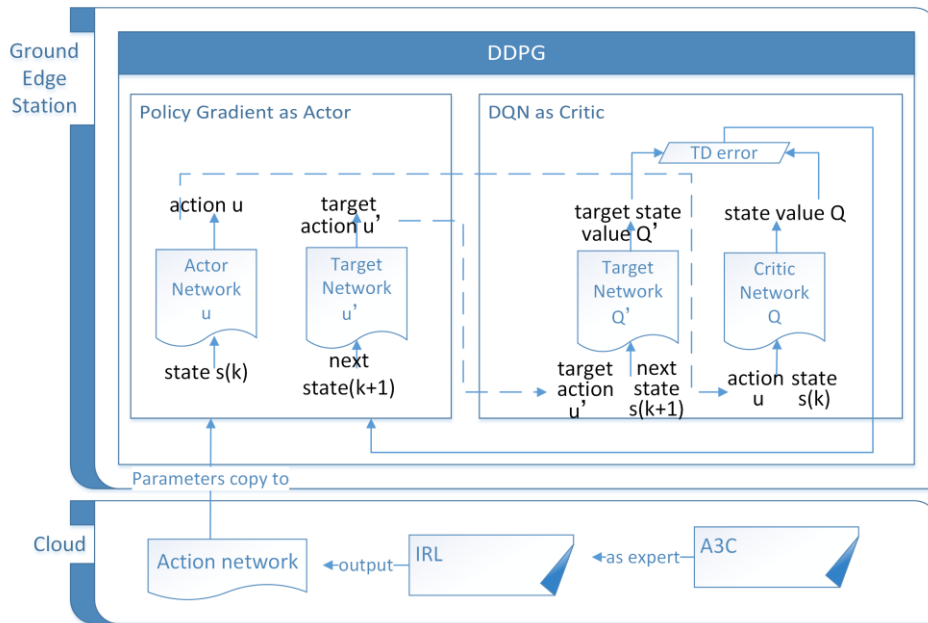 Ground
Edge
Station
DDPG
Policy Gradient as Actor
DQN as Critic
TD error
action u
target
action u’
target state
value Q’
state value Q
Actor
Network
u
Target
Network
u’
Target
Network
Q’
Critic
Network
Q
state s(k)
next
state(k+1)
target
action
u’
next
state
s(k+1)
action
u
state
s(k)
Parameters copy to
Cloud
Action network
output
IRL
as expert
A3C